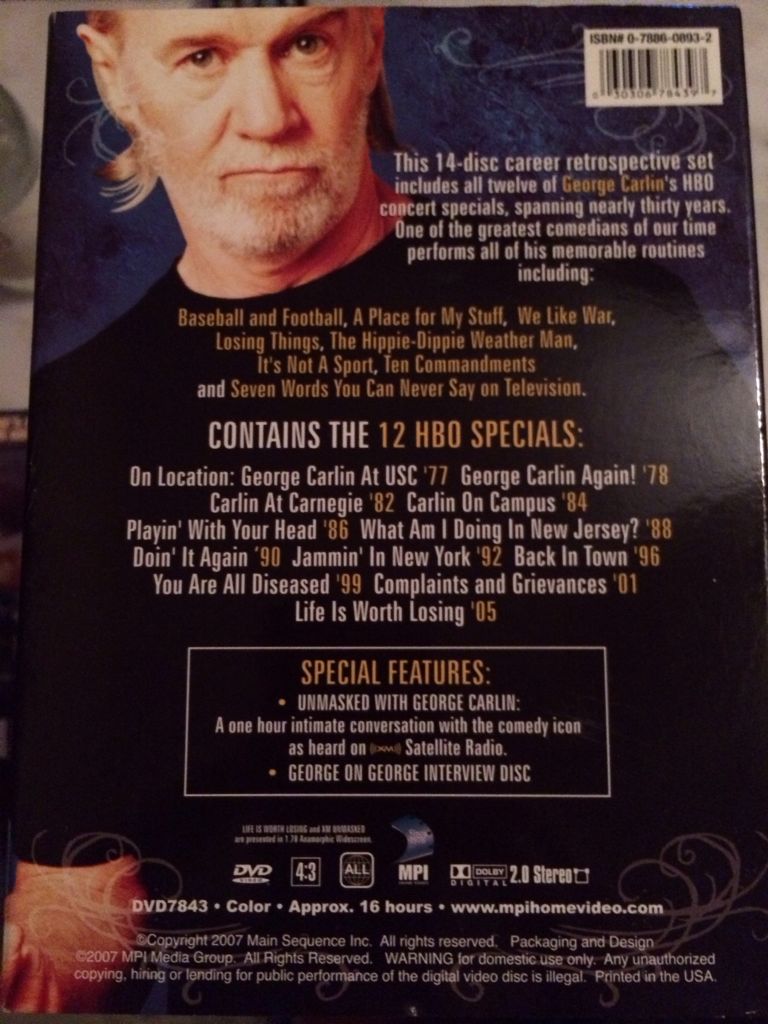 ISBN# 0-7886-0893-2
0 30306 78439 7
This 14-disc career retrospective set
includes all twelve of George Carlin's HBO
concert specials, spanning nearly thirty years.
One of the greatest comedians of our time
performs all of his memorable routines
including:
Baseball and Football, A Place for My Stuff, We Like War,
Losing Things, The Hippie-Dippie Weather Man,
It's Not A Sport, Ten Commandments
and Seven Words You Can Never Say on Television.
CONTAINS THE 12 HBO SPECIALS:
On Location: George Carlin At USC '77 George Carlin Again! '78
Carlin At Carnegie '82 Carlin On Campus '84
Playin' With Your Head '86 What Am I Doing In New Jersey? '88
Doin' It Again '90 Jammin' In New York '92 Back In Town '96
You Are All Diseased '99 Complaints and Grievances '01
Life Is Worth Losing '05
SPECIAL FEATURES:
• UNMASKED WITH GEORGE CARLIN:
A one hour intimate conversation with the comedy icon
as heard on XM Satellite Radio.
• GEORGE ON GEORGE INTERVIEW DISC
LIFE IS WORTH LOSING and XM UNMASKED
are presented in 1.78 Anamorphic Widescreen.
DVD VIDEO 4:3 ALL MPI DOLBY DIGITAL 2.0 Stereo
DVD7843 • Color • Approx. 16 hours • www.mpihomevideo.com
©Copyright 2007 Main Sequence Inc. All rights reserved. Packaging and Design
©2007 MPI Media Group. All Rights Reserved. WARNING for domestic use only. Any unauthorized
copying, hiring or lending for public performance of the digital video disc is illegal. Printed in the USA.